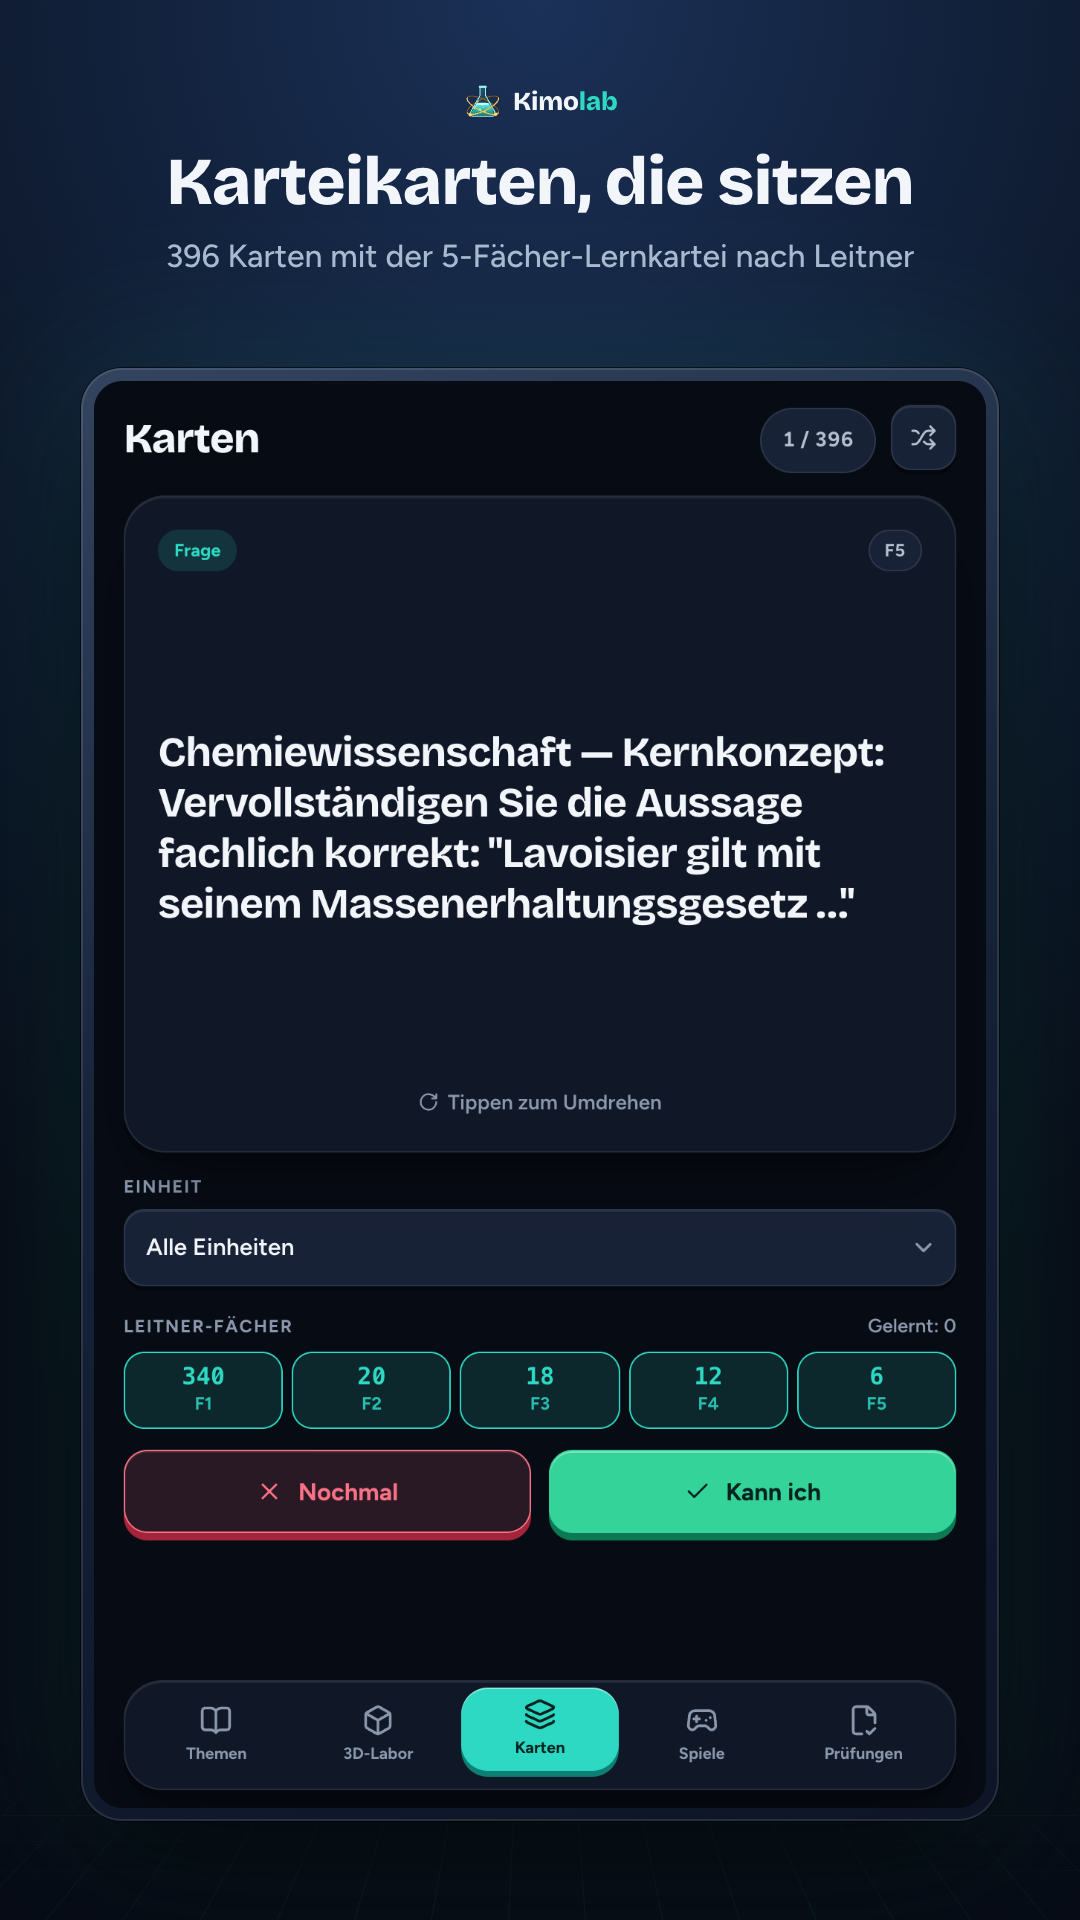 Kimolab
Karteikarten, die sitzen
396 Karten mit der 5-Fächer-Lernkartei nach Leitner
Karten
1 / 396
Frage
F5
Chemiewissenschaft — Kernkonzept:
Vervollständigen Sie die Aussage
fachlich korrekt: "Lavoisier gilt mit
seinem Massenerhaltungsgesetz ..."
Tippen zum Umdrehen
EINHEIT
Alle Einheiten
LEITNER-FÄCHER
Gelernt: 0
340 20 18 12 6
F1 F2 F3 F4 F5
Nochmal
Kann ich
Themen 3D-Labor Karten Spiele Prüfungen